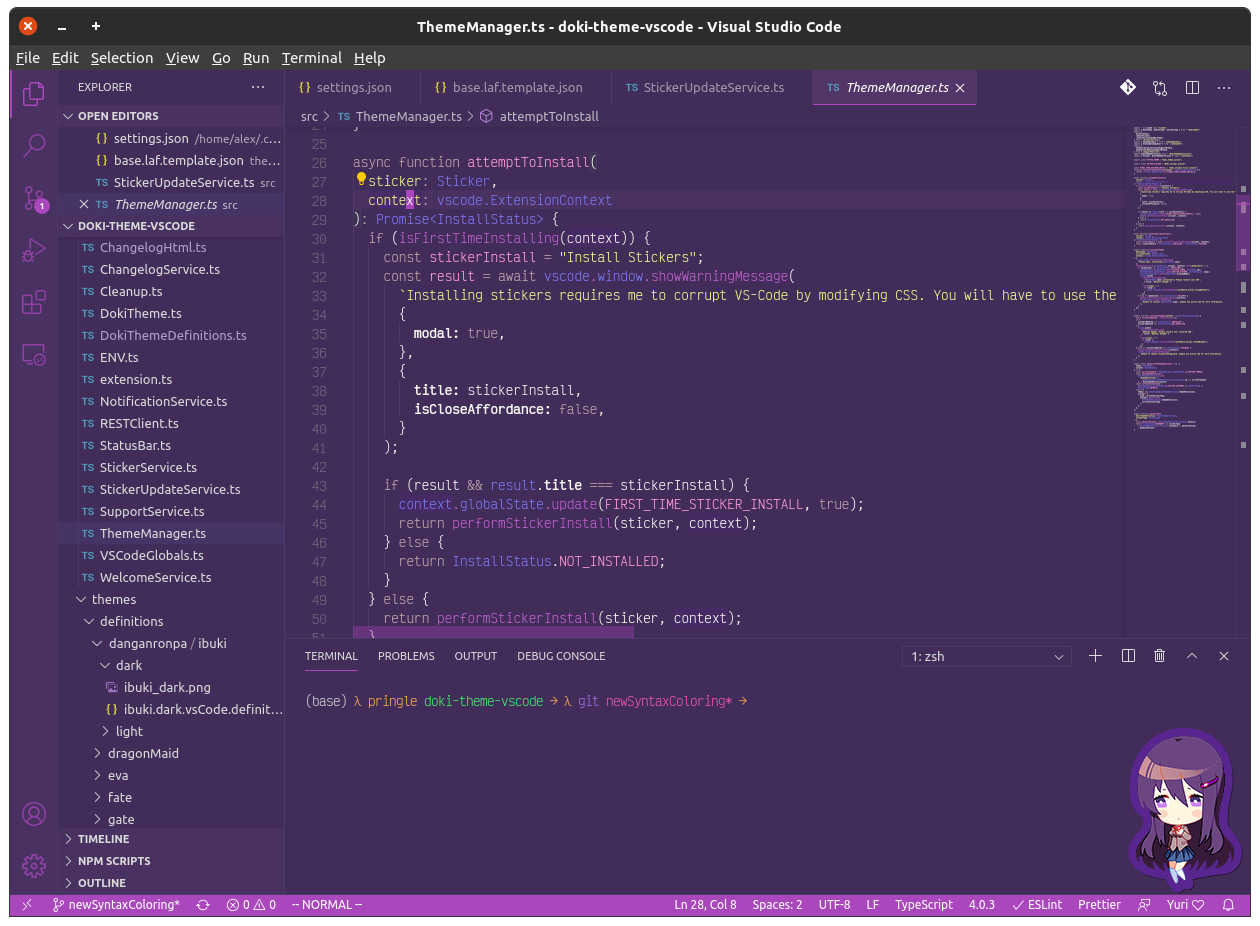 ThemeManager.ts - doki-theme-vscode - Visual Studio Code
File Edit Selection View Go Run Terminal Help
EXPLORER
OPEN EDITORS
{} settings.json /home/alex/.c...
{} base.laf.template.json the...
TS StickerUpdateService.ts src
TS ThemeManager.ts src
DOKI-THEME-VSCODE
TS ChangelogHtml.ts
TS ChangelogService.ts
TS Cleanup.ts
TS DokiTheme.ts
TS DokiThemeDefinitions.ts
TS ENV.ts
TS extension.ts
TS NotificationService.ts
TS RESTClient.ts
TS StatusBar.ts
TS StickerService.ts
TS StickerUpdateService.ts
TS SupportService.ts
TS ThemeManager.ts
TS VSCodeGlobals.ts
TS WelcomeService.ts
themes
definitions
danganronpa / ibuki
dark
ibuki_dark.png
{} ibuki.dark.vsCode.definit...
light
dragonMaid
eva
fate
gate
TIMELINE
NPM SCRIPTS
OUTLINE
1
{} settings.json
{} base.laf.template.json
TS StickerUpdateService.ts
TS ThemeManager.ts
src > TS ThemeManager.ts > attemptToInstall
25
26 async function attemptToInstall(
27 sticker: Sticker,
28 context: vscode.ExtensionContext
29 ): Promise<InstallStatus> {
30 if (isFirstTimeInstalling(context)) {
31 const stickerInstall = "Install Stickers";
32 const result = await vscode.window.showWarningMessage(
33 `Installing stickers requires me to corrupt VS-Code by modifying CSS. You will have to use the
34 {
35 modal: true,
36 },
37 {
38 title: stickerInstall,
39 isCloseAffordance: false,
40 }
41 );
42
43 if (result && result.title === stickerInstall) {
44 context.globalState.update(FIRST_TIME_STICKER_INSTALL, true);
45 return performStickerInstall(sticker, context);
46 } else {
47 return InstallStatus.NOT_INSTALLED;
48 }
49 } else {
50 return performStickerInstall(sticker, context);
51 }
TERMINAL PROBLEMS OUTPUT DEBUG CONSOLE
1: zsh
(base) λ pringle doki-theme-vscode → λ git newSyntaxColoring* →
newSyntaxColoring* 0 0 -- NORMAL -- Ln 28, Col 8 Spaces: 2 UTF-8 LF TypeScript 4.0.3 ESLint Prettier Yuri ♡